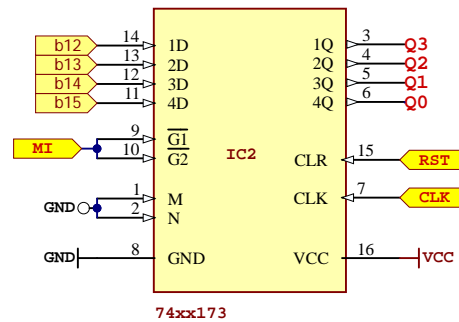 b12 14 1D 1Q 3 Q3
b13 13 2D 2Q 4 Q2
b14 12 3D 3Q 5 Q1
b15 11 4D 4Q 6 Q0
MI 9 G1
10 G2 IC2 CLR 15 RST
GND 1 M CLK 7 CLK
2 N
GND 8 GND VCC 16 VCC
74xx173